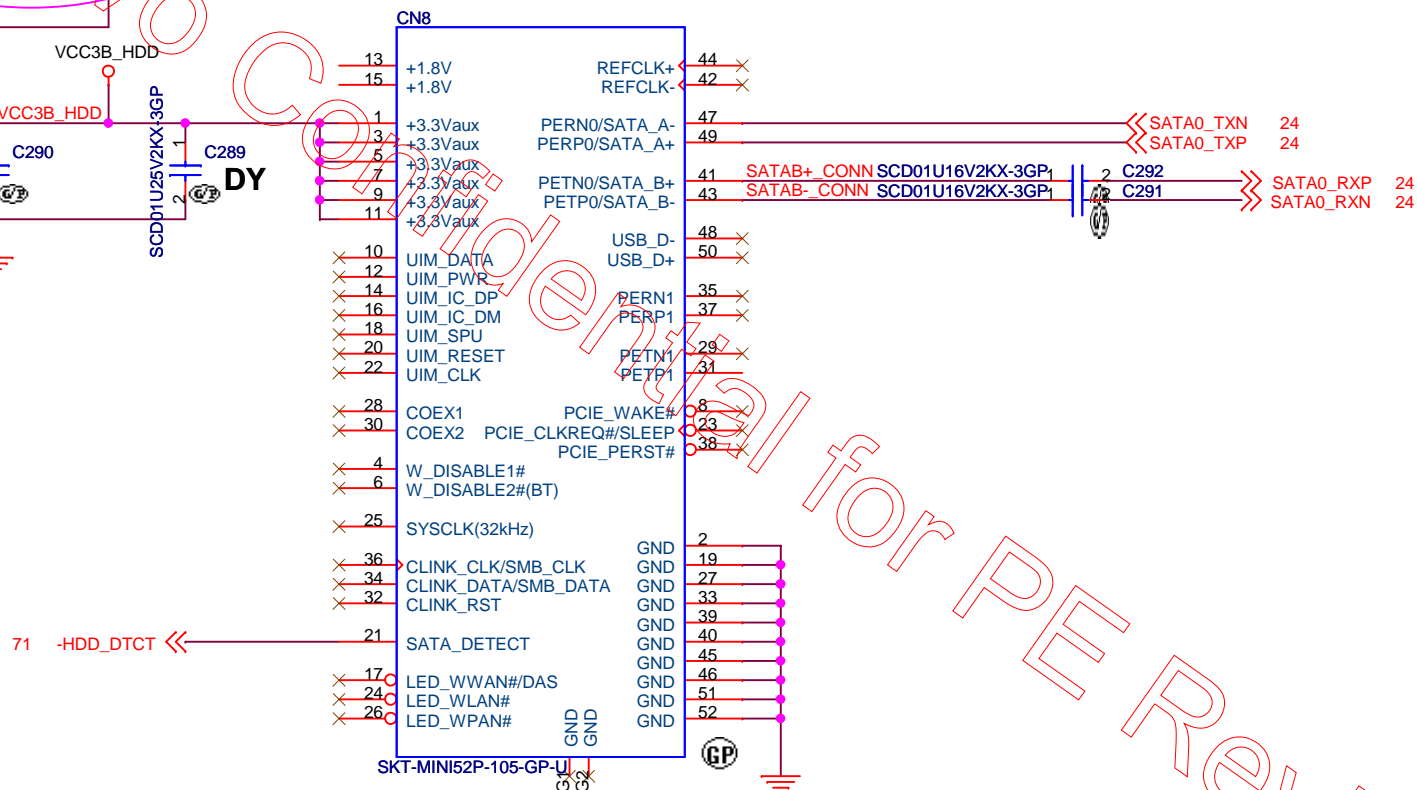 CN8
VCC3B_HDD
VCC3B_HDD
C290
C289
DY
SCD01U25V2KX-3GP
1
2
13 +1.8V
15 +1.8V
1 +3.3Vaux
3 +3.3Vaux
5 +3.3Vaux
7 +3.3Vaux
9 +3.3Vaux
11 +3.3Vaux
10 UIM_DATA
12 UIM_PWR
14 UIM_IC_DP
16 UIM_IC_DM
18 UIM_SPU
20 UIM_RESET
22 UIM_CLK
28 COEX1
30 COEX2
4 W_DISABLE1#
6 W_DISABLE2#(BT)
25 SYSCLK(32kHz)
36 CLINK_CLK/SMB_CLK
34 CLINK_DATA/SMB_DATA
32 CLINK_RST
71 -HDD_DTCT 21 SATA_DETECT
17 LED_WWAN#/DAS
24 LED_WLAN#
26 LED_WPAN#
REFCLK+ 44
REFCLK- 42
PERN0/SATA_A- 47 SATA0_TXN 24
PERP0/SATA_A+ 49 SATA0_TXP 24
PETN0/SATA_B+ 41 SATAB+_CONN SCD01U16V2KX-3GP 1 2 C292 SATA0_RXP 24
PETP0/SATA_B- 43 SATAB-_CONN SCD01U16V2KX-3GP 1 2 C291 SATA0_RXN 24
USB_D- 48
USB_D+ 50
PERN1 35
PERP1 37
PETN1 29
PETP1 31
PCIE_WAKE# 8
PCIE_CLKREQ#/SLEEP 23
PCIE_PERST# 38
GND 2
GND 19
GND 27
GND 33
GND 39
GND 40
GND 45
GND 46
GND 51
GND 52
GND G1
GND G2
SKT-MINI52P-105-GP-U
GP
Confidential for PE